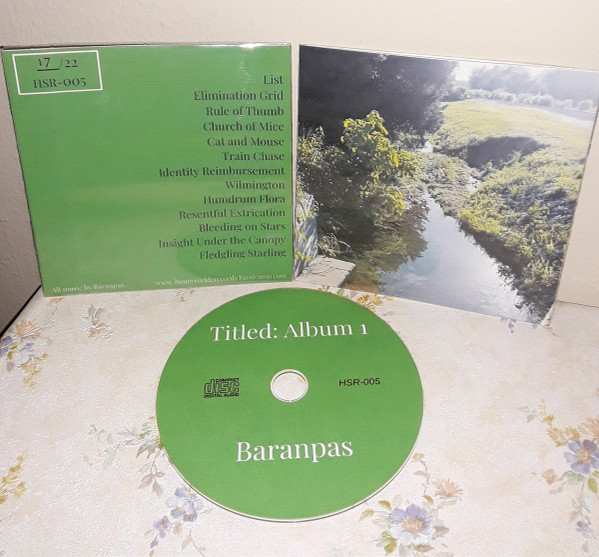 17/22
HSR-005
List
Elimination Grid
Rule of Thumb
Church of Mice
Cat and Mouse
Train Chase
Identity Reimbursement
Wilmington
Humdrum Flora
Resentful Extrication
Bleeding on Stars
Insight Under the Canopy
Fledgling Starling
All music by Baranpas
Titled: Album 1
COMPACT
disc
DIGITAL AUDIO
HSR-005
Baranpas